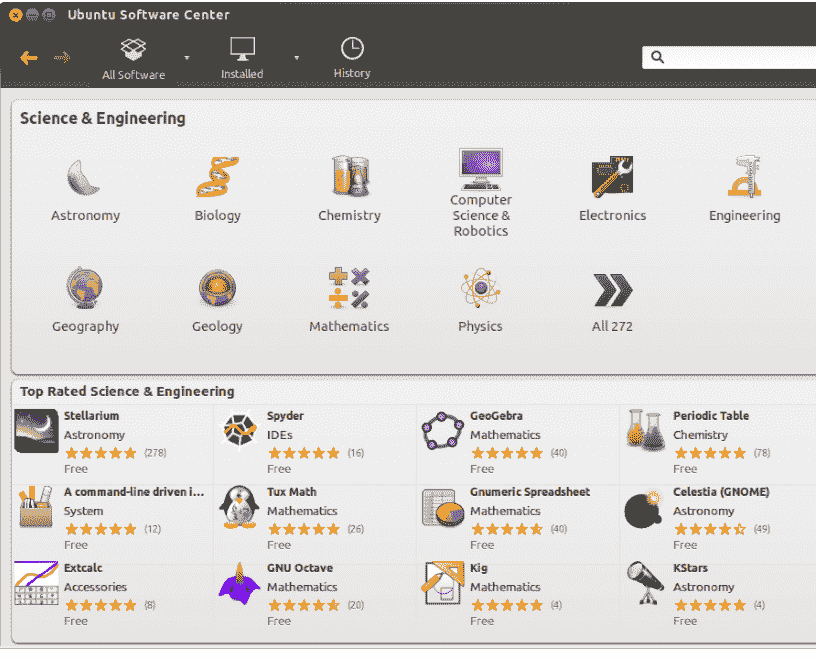 Ubuntu Software Center
All Software
Installed
History
Science & Engineering
Astronomy
Biology
Chemistry
Computer
Science &
Robotics
Electronics
Engineering
Geography
Geology
Mathematics
Physics
All 272
Top Rated Science & Engineering
Stellarium
Astronomy
(278)
Free
Spyder
IDEs
(16)
Free
GeoGebra
Mathematics
(40)
Free
Periodic Table
Chemistry
(78)
Free
A command-line driven i...
System
(12)
Free
Tux Math
Mathematics
(26)
Free
Gnumeric Spreadsheet
Mathematics
(40)
Free
Celestia (GNOME)
Astronomy
(49)
Free
Extcalc
Accessories
(8)
Free
GNU Octave
Mathematics
(20)
Free
Kig
Mathematics
(4)
Free
KStars
Astronomy
(4)
Free